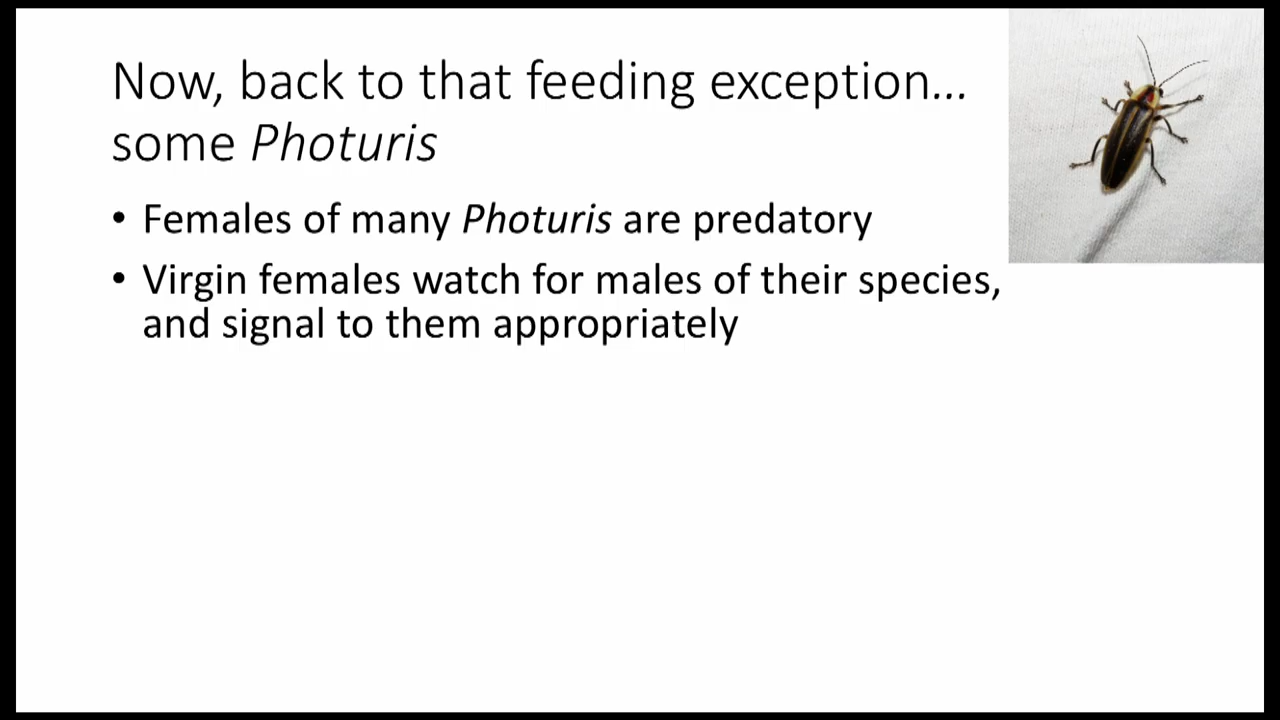 Now, back to that feeding exception…
some Photuris
• Females of many Photuris are predatory
• Virgin females watch for males of their species,
and signal to them appropriately